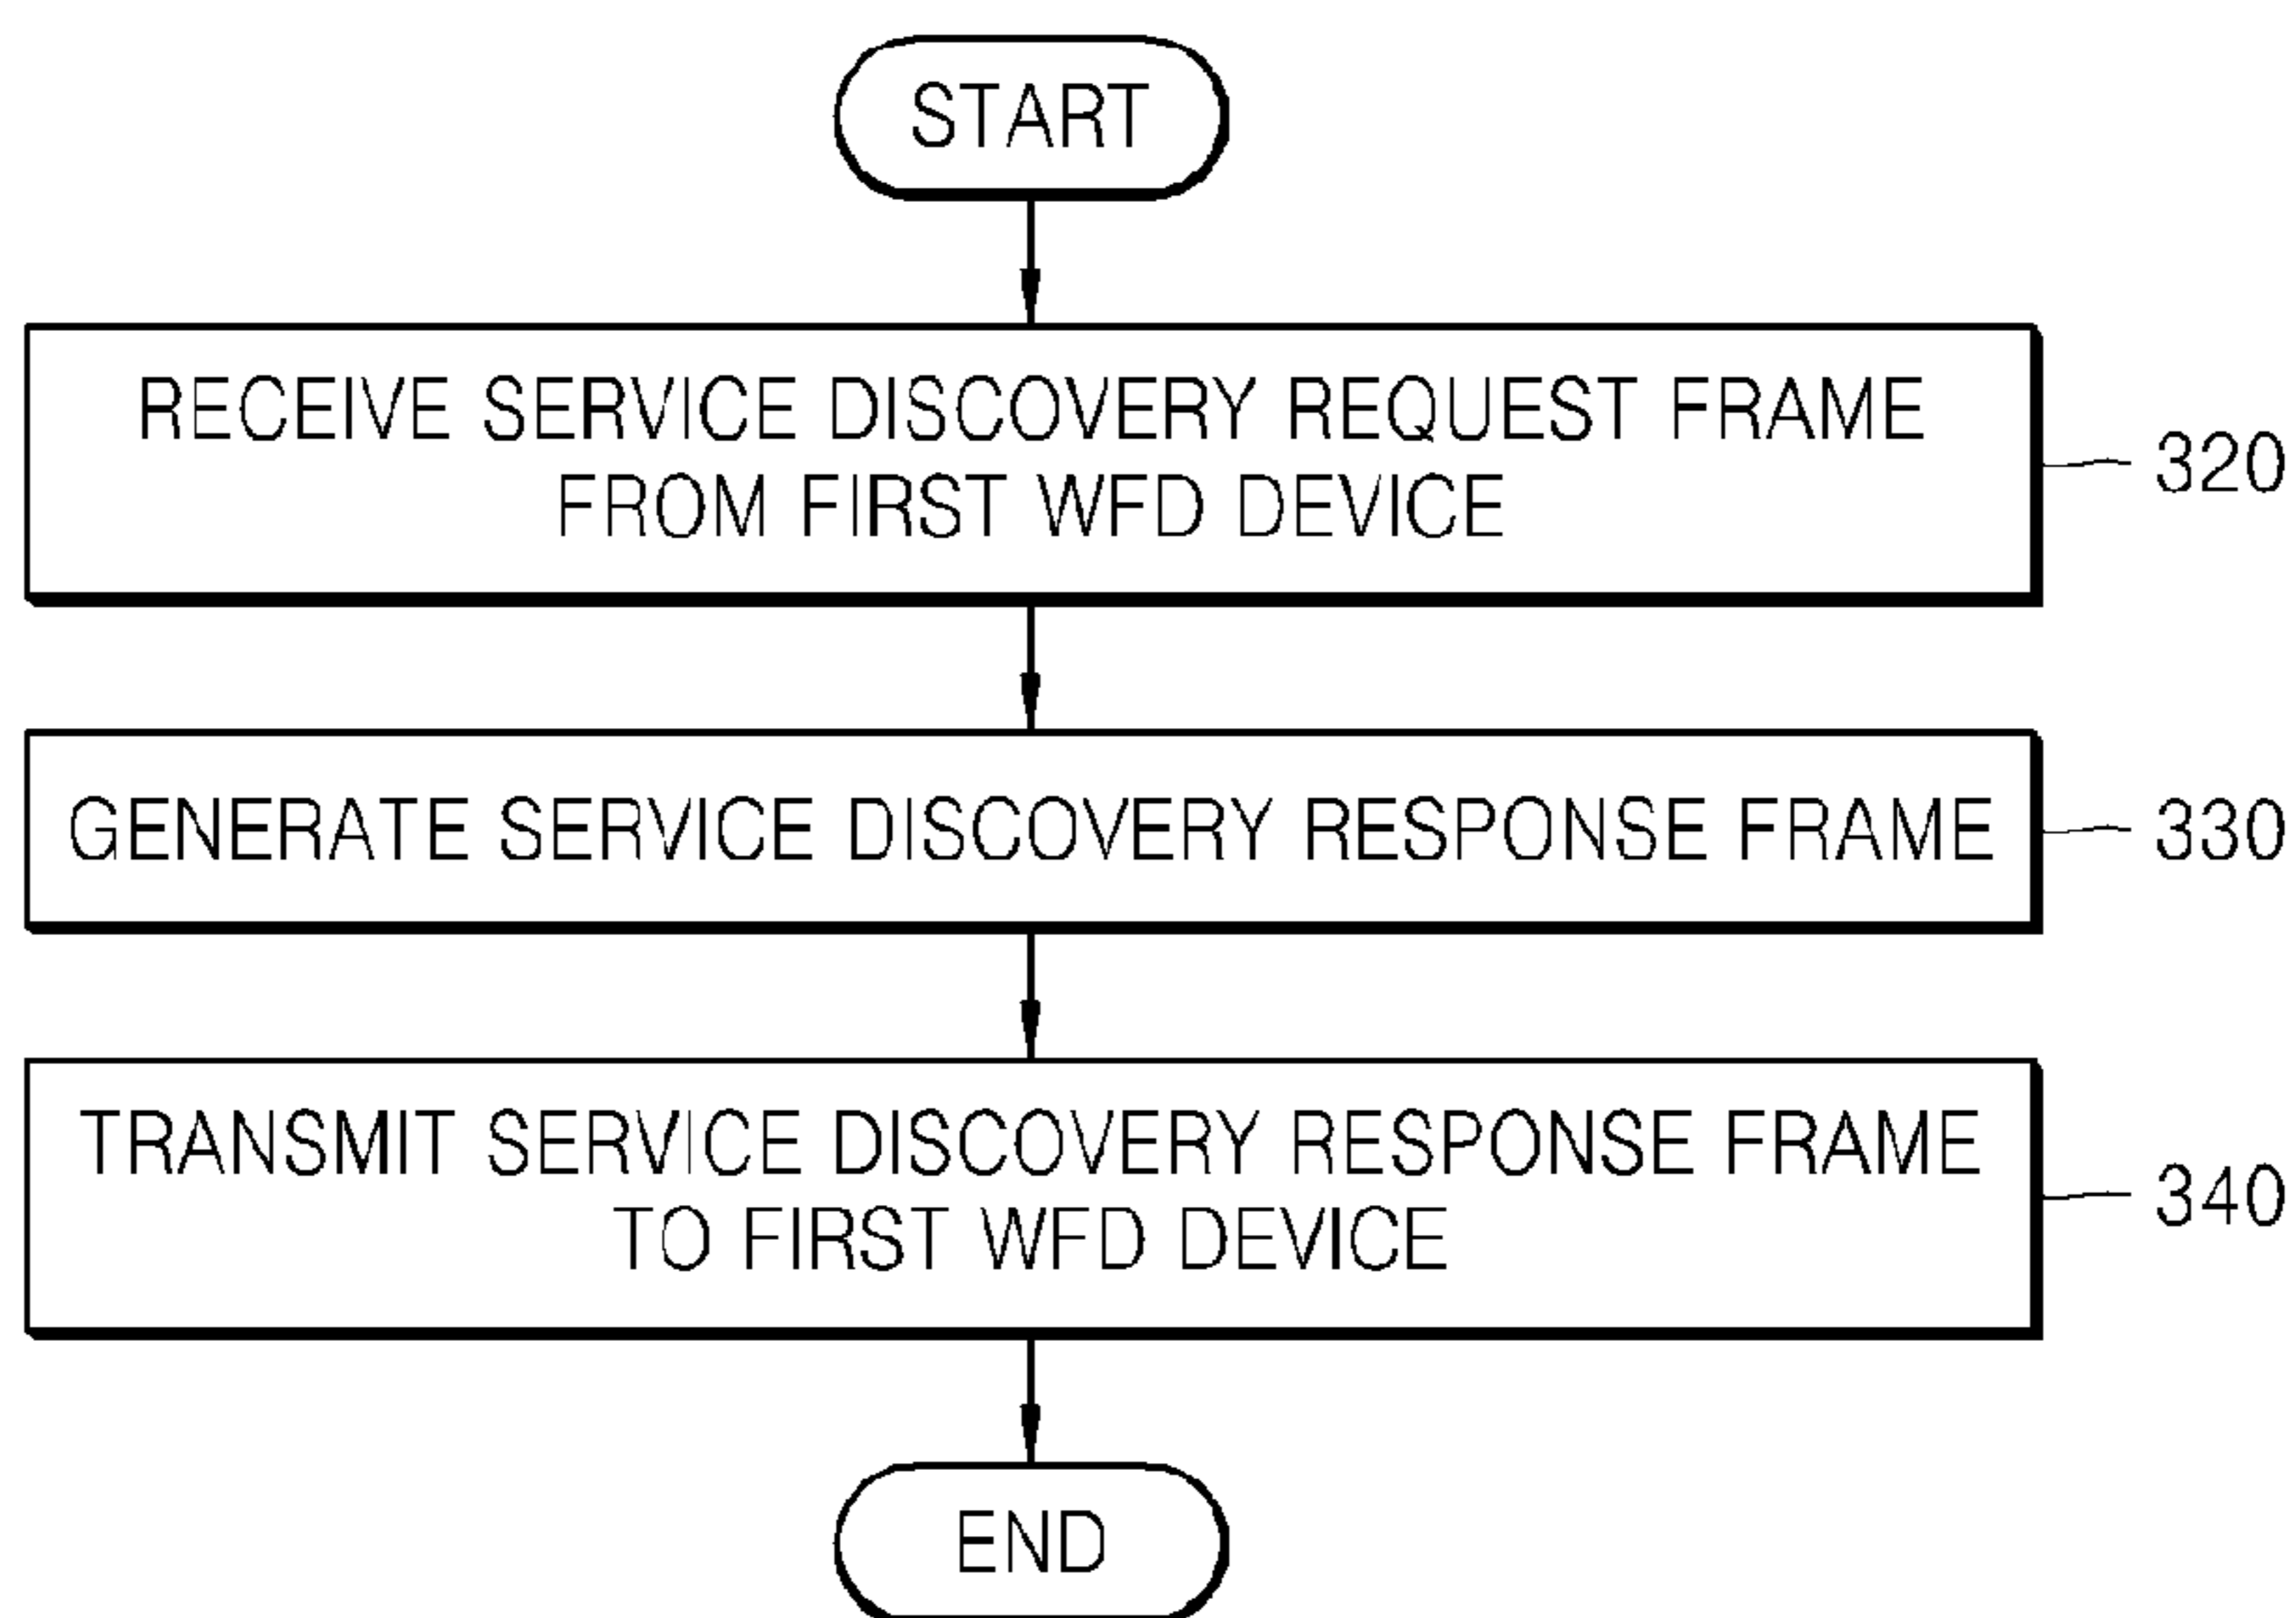 START
RECEIVE SERVICE DISCOVERY REQUEST FRAME
FROM FIRST WFD DEVICE
320
GENERATE SERVICE DISCOVERY RESPONSE FRAME
330
TRANSMIT SERVICE DISCOVERY RESPONSE FRAME
TO FIRST WFD DEVICE
340
END